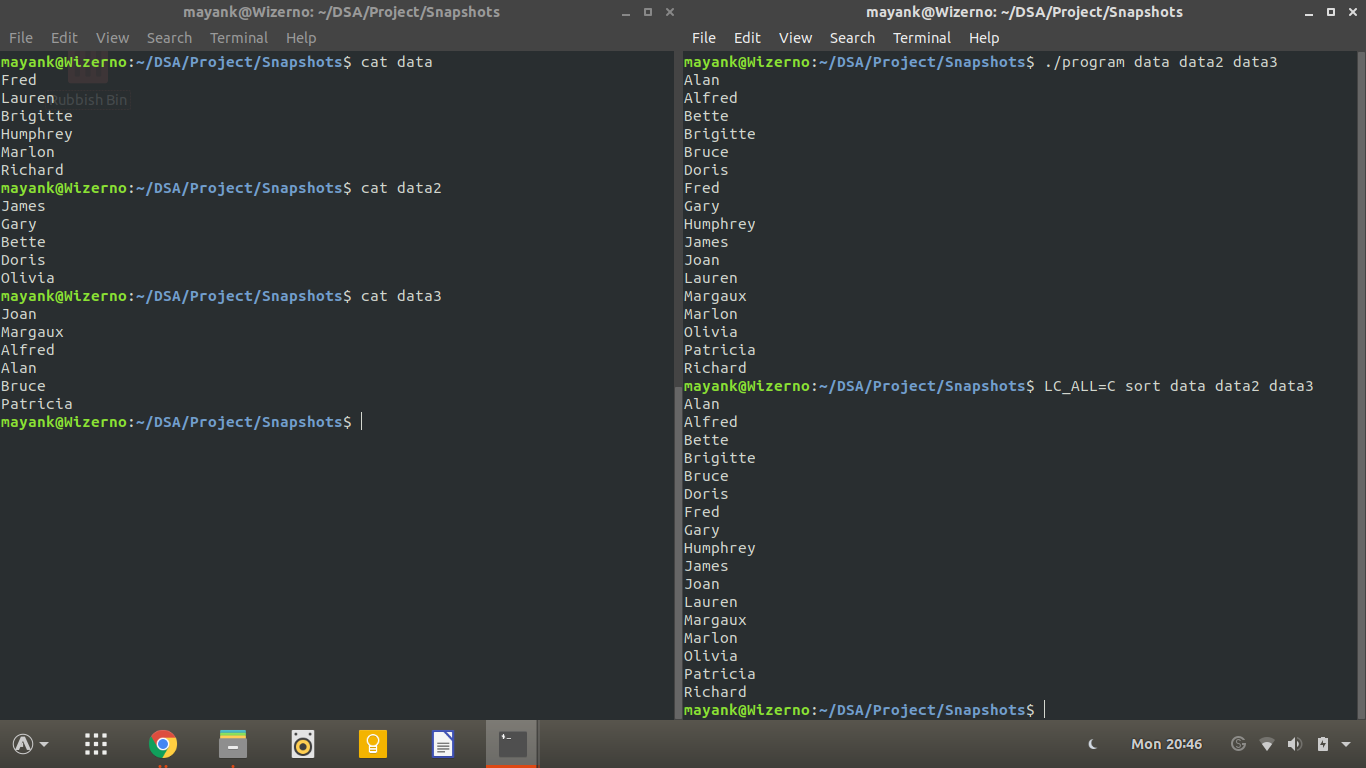 mayank@Wizerno: ~/DSA/Project/Snapshots
File Edit View Search Terminal Help
mayank@Wizerno:~/DSA/Project/Snapshots$ cat data
Fred
Lauren
Rubbish Bin
Brigitte
Humphrey
Marlon
Richard
mayank@Wizerno:~/DSA/Project/Snapshots$ cat data2
James
Gary
Bette
Doris
Olivia
mayank@Wizerno:~/DSA/Project/Snapshots$ cat data3
Joan
Margaux
Alfred
Alan
Bruce
Patricia
mayank@Wizerno:~/DSA/Project/Snapshots$
mayank@Wizerno: ~/DSA/Project/Snapshots
File Edit View Search Terminal Help
mayank@Wizerno:~/DSA/Project/Snapshots$ ./program data data2 data3
Alan
Alfred
Bette
Brigitte
Bruce
Doris
Fred
Gary
Humphrey
James
Joan
Lauren
Margaux
Marlon
Olivia
Patricia
Richard
mayank@Wizerno:~/DSA/Project/Snapshots$ LC_ALL=C sort data data2 data3
Alan
Alfred
Bette
Brigitte
Bruce
Doris
Fred
Gary
Humphrey
James
Joan
Lauren
Margaux
Marlon
Olivia
Patricia
Richard
mayank@Wizerno:~/DSA/Project/Snapshots$
Mon 20:46